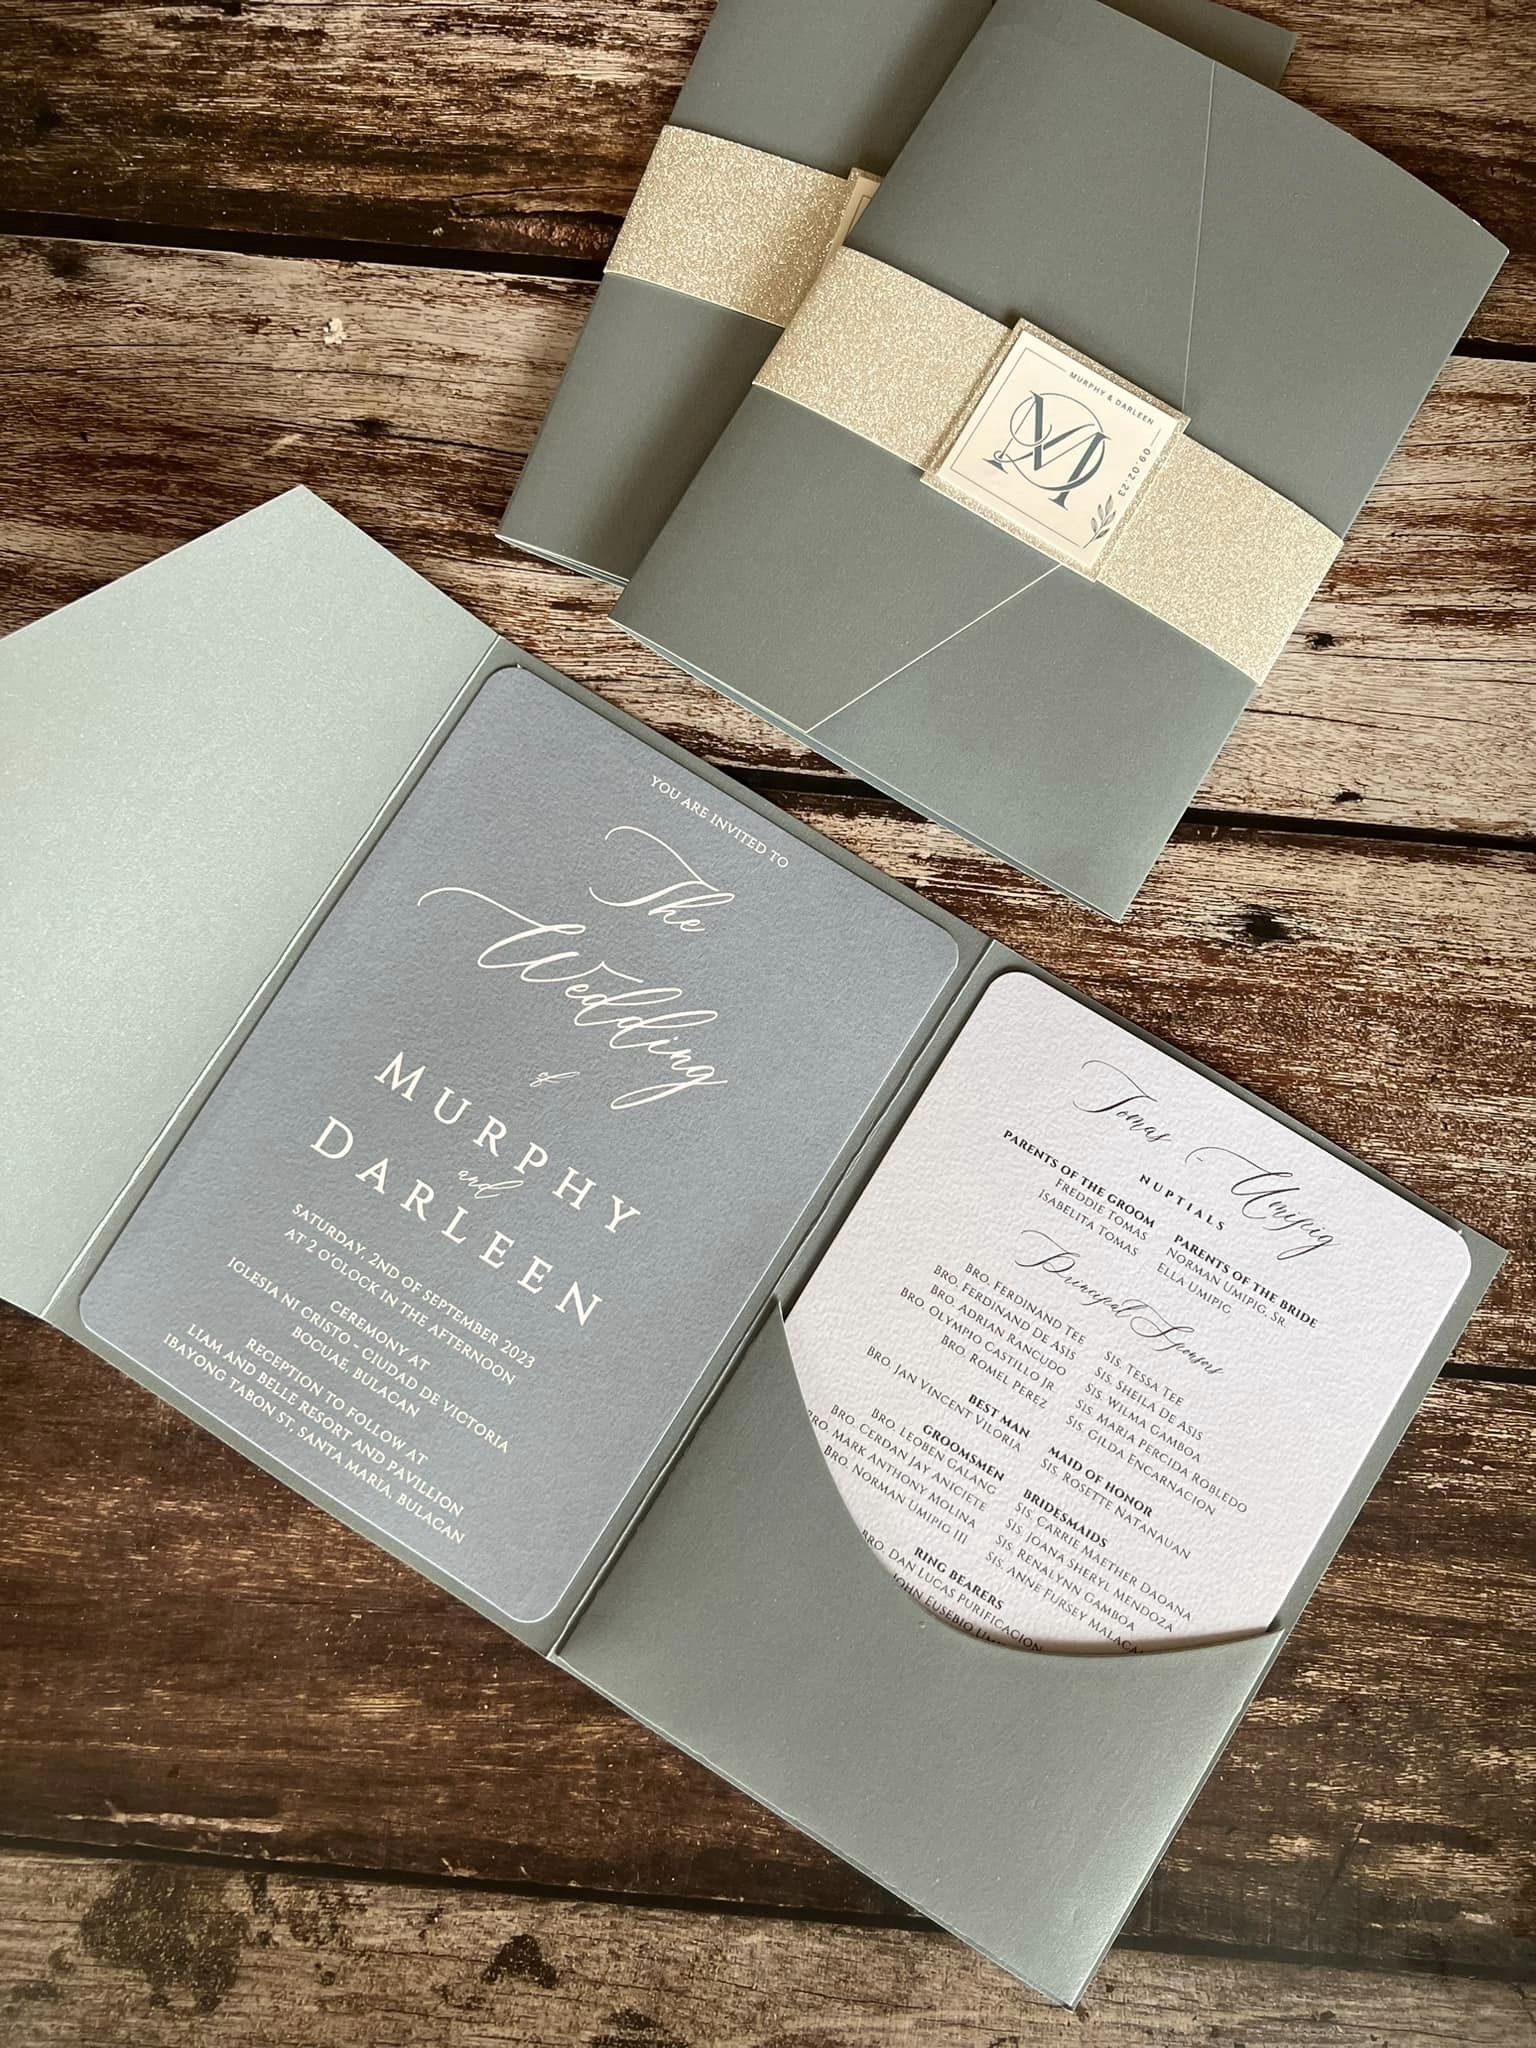 MURPHY & DARLEEN
09.02.23
MD
YOU ARE INVITED TO
The
Wedding
of
MURPHY
and
DARLEEN
SATURDAY, 2ND OF SEPTEMBER 2023
AT 2 O'CLOCK IN THE AFTERNOON
CEREMONY AT
IGLESIA NI CRISTO - CIUDAD DE VICTORIA
BOCUAE, BULACAN
RECEPTION TO FOLLOW AT
LIAM AND BELLE RESORT AND PAVILLION
IBAYONG TABON ST. SANTA MARIA, BULACAN
Tomas - Umipig
NUPTIALS
PARENTS OF THE GROOM
FREDDIE TOMAS
ISABELITA TOMAS
PARENTS OF THE BRIDE
NORMAN UMIPIG, SR.
ELLA UMIPIG
Principal Sponsors
BRO. FERDINAND TEE
BRO. FERDINAND DE ASIS
BRO. ADRIAN RANCUDO
BRO. OLYMPIO CASTILLO JR
BRO. ROMEL PEREZ
SIS. TESSA TEE
SIS. SHEILA DE ASIS
SIS. WILMA GAMBOA
SIS. MARIA PERCIDA ROBLEDO
SIS. GILDA ENCARNACION
BEST MAN
BRO. JAN VINCENT VILORIA
MAID OF HONOR
SIS. ROSETTE NATANAUAN
GROOMSMEN
BRO. LEOBEN GALANG
BRO. CERDAN JAY ANICIETE
BRO. MARK ANTHONY MOLINA
BRO. NORMAN UMIPIG III
BRIDESMAIDS
SIS. CARRIE MAETHER DAOANA
SIS. JOANA SHERYL MENDOZA
SIS. RENALYNN GAMBOA
SIS. ANNE FURSEY MALACA
RING BEARERS
BRO. DAN LUCAS PURIFICACION
JOHN EUSEBIO